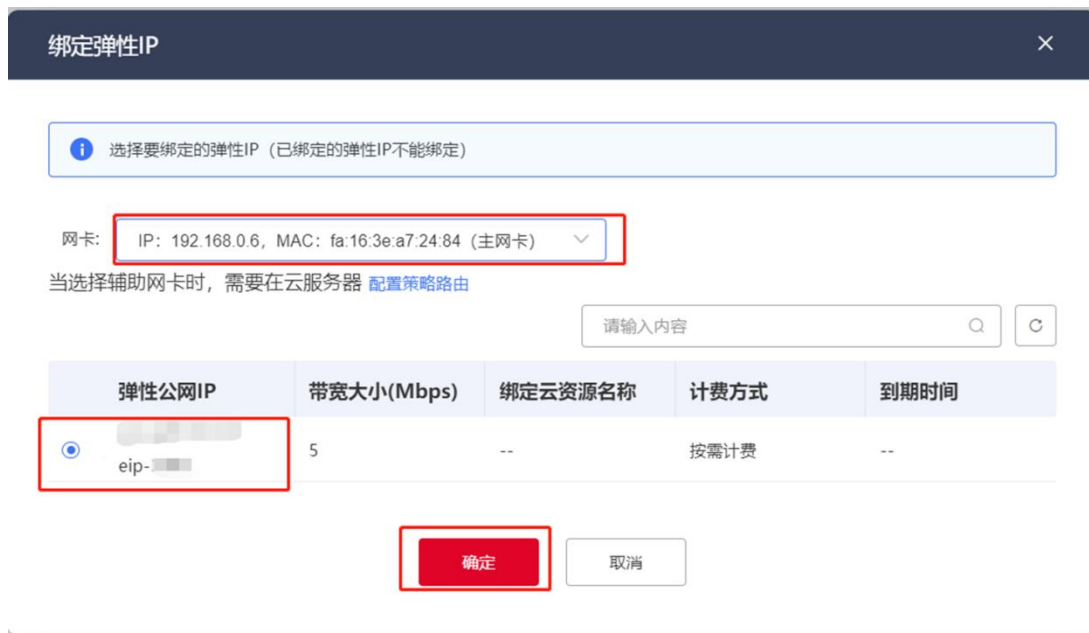 绑定弹性IP
选择要绑定的弹性IP（已绑定的弹性IP不能绑定）
网卡: IP：192.168.0.6，MAC：fa:16:3e:a7:24:84（主网卡）
当选择辅助网卡时，需要在云服务器 配置策略路由
请输入内容
弹性公网IP 带宽大小(Mbps) 绑定云资源名称 计费方式 到期时间
5 -- 按需计费 --
eip-
确定 取消